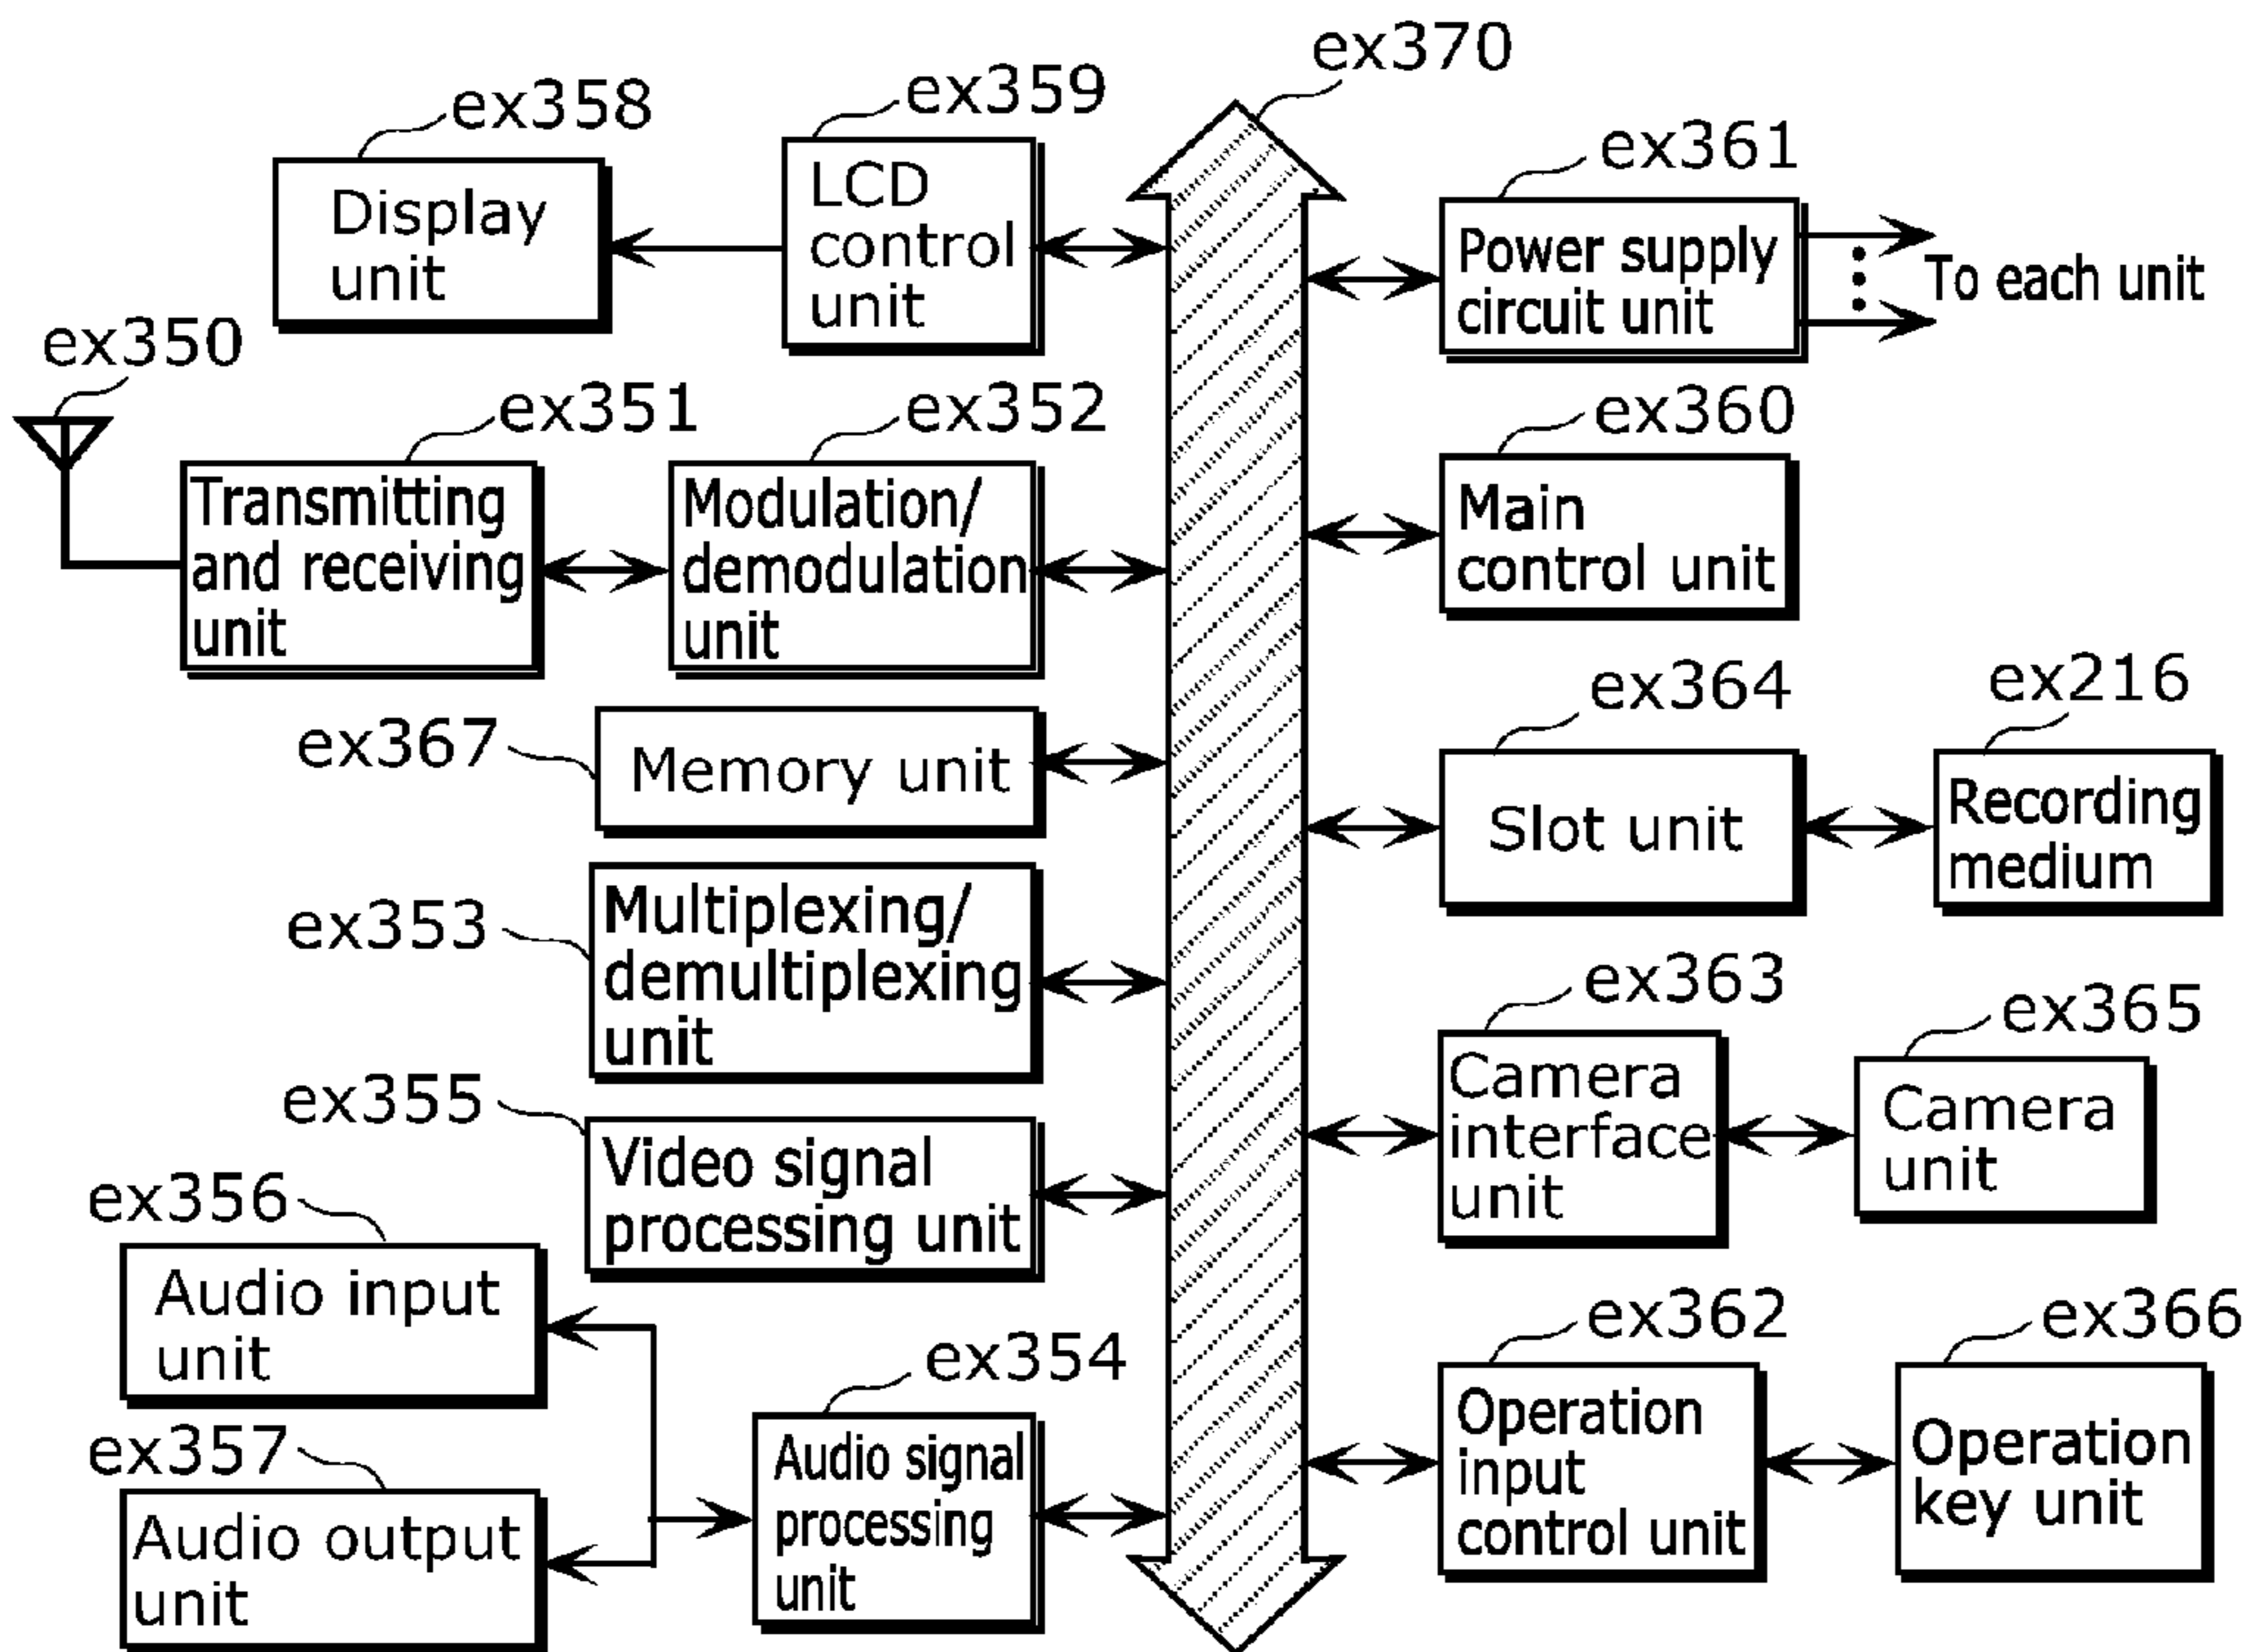 ex370
ex358
ex359
ex361
Display
unit
LCD
control
unit
Power supply
circuit unit
To each unit
ex350
ex351
ex352
ex360
Transmitting
and receiving
unit
Modulation/
demodulation
unit
Main
control unit
ex364
ex216
ex367
Memory unit
Slot unit
Recording
medium
ex353
Multiplexing/
demultiplexing
unit
ex363
ex365
Camera
interface
unit
Camera
unit
ex355
Video signal
processing unit
ex356
Audio input
unit
ex354
ex362
ex366
ex357
Audio output
unit
Audio signal
processing
unit
Operation
input
control unit
Operation
key unit